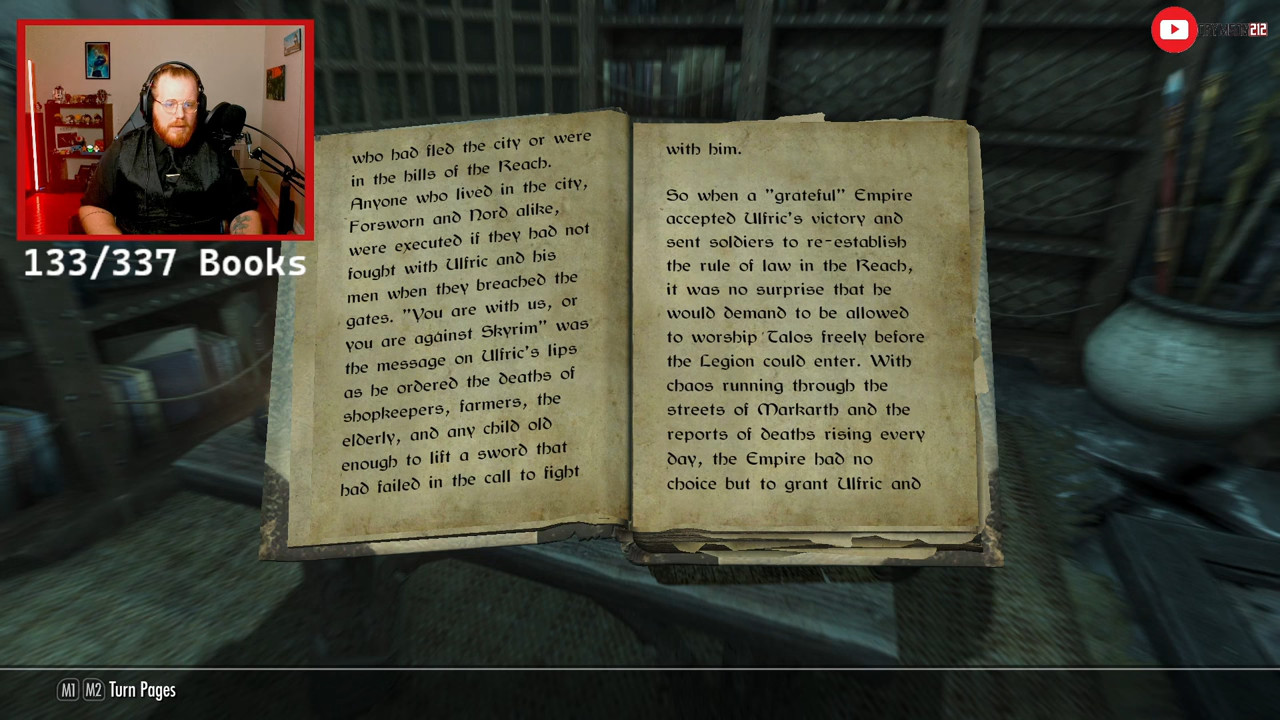 133/337 Books
who had fled the city or were
in the hills of the Reach.
Anyone who lived in the city,
Forsworn and Nord alike,
were executed if they had not
fought with Ulfric and his
men when they breached the
gates. "You are with us, or
you are against Skyrim" was
the message on Ulfric's lips
as he ordered the deaths of
shopkeepers, farmers, the
elderly, and any child old
enough to lift a sword that
had failed in the call to fight
with him.
So when a "grateful" Empire
accepted Ulfric's victory and
sent soldiers to re-establish
the rule of law in the Reach,
it was no surprise that he
would demand to be allowed
to worship Talos freely before
the Legion could enter. With
chaos running through the
streets of Markarth and the
reports of deaths rising every
day, the Empire had no
choice but to grant Ulfric and
M1 M2 Turn Pages